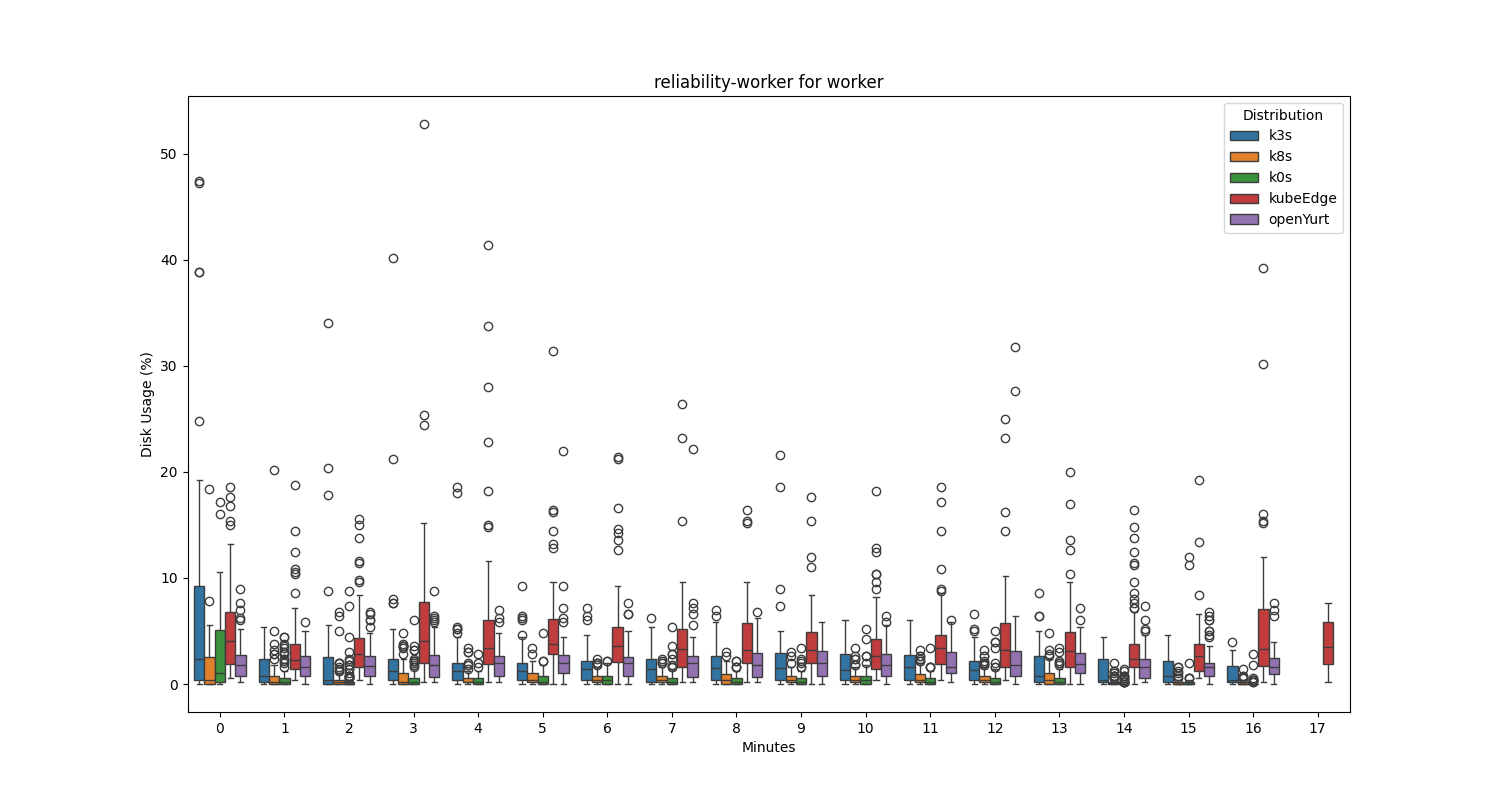 reliability-worker for worker
Distribution
k3s
k8s
k0s
kubeEdge
openYurt
Disk Usage (%)
50
40
30
20
10
0
0 1 2 3 4 5 6 7 8 9 10 11 12 13 14 15 16 17
Minutes